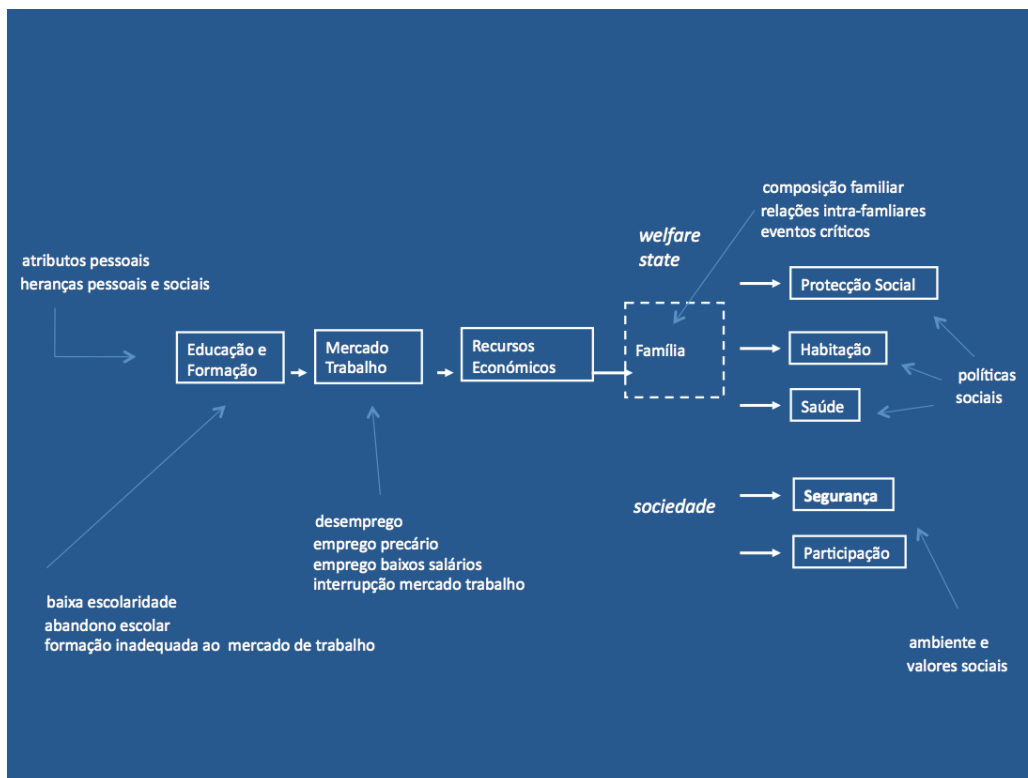 composição familiar
relações intra-famliares
eventos críticos
welfare
state
atributos pessoais
heranças pessoais e sociais
Protecção Social
Educação e
Formação
Mercado
Trabalho
Recursos
Económicos
Família
Habitação
políticas
sociais
Saúde
Segurança
sociedade
desemprego
emprego precário
emprego baixos salários
interrupção mercado trabalho
Participação
baixa escolaridade
abandono escolar
formação inadequada ao mercado de trabalho
ambiente e
valores sociais